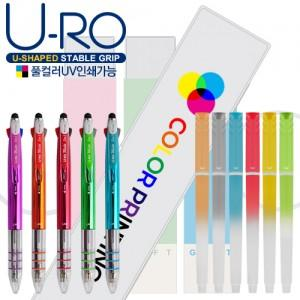 U-RO
U-SHAPED STABLE GRIP
풀컬러UV인쇄가능
COLOR PRINTING